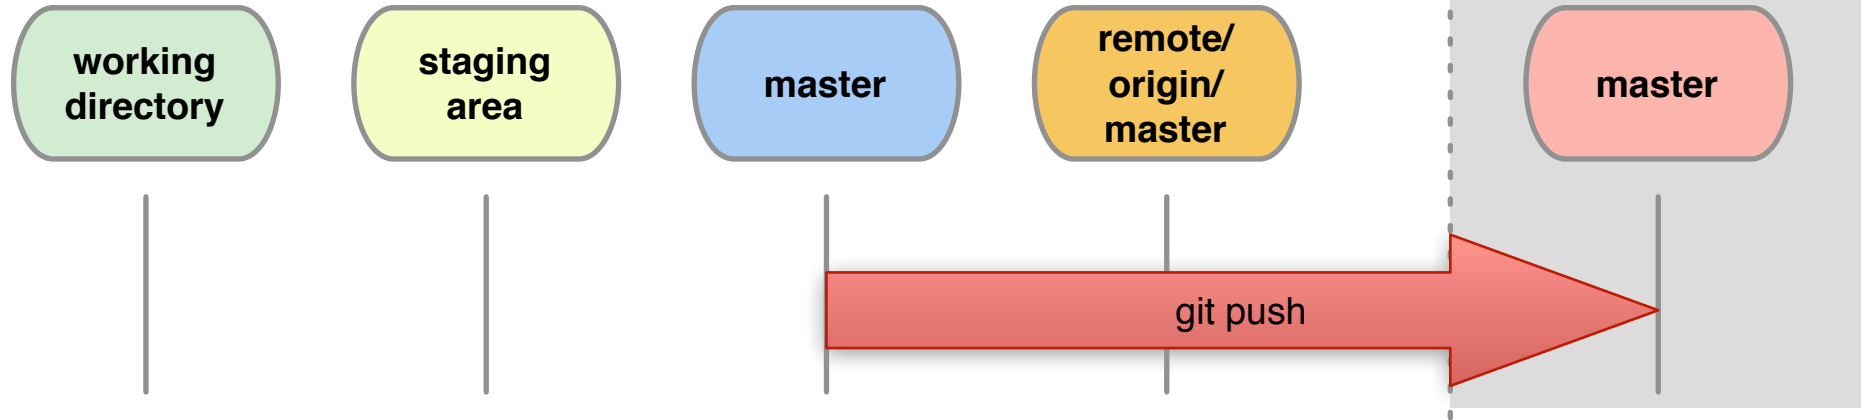 working
directory
staging
area
master
remote/
origin/
master
master
git push